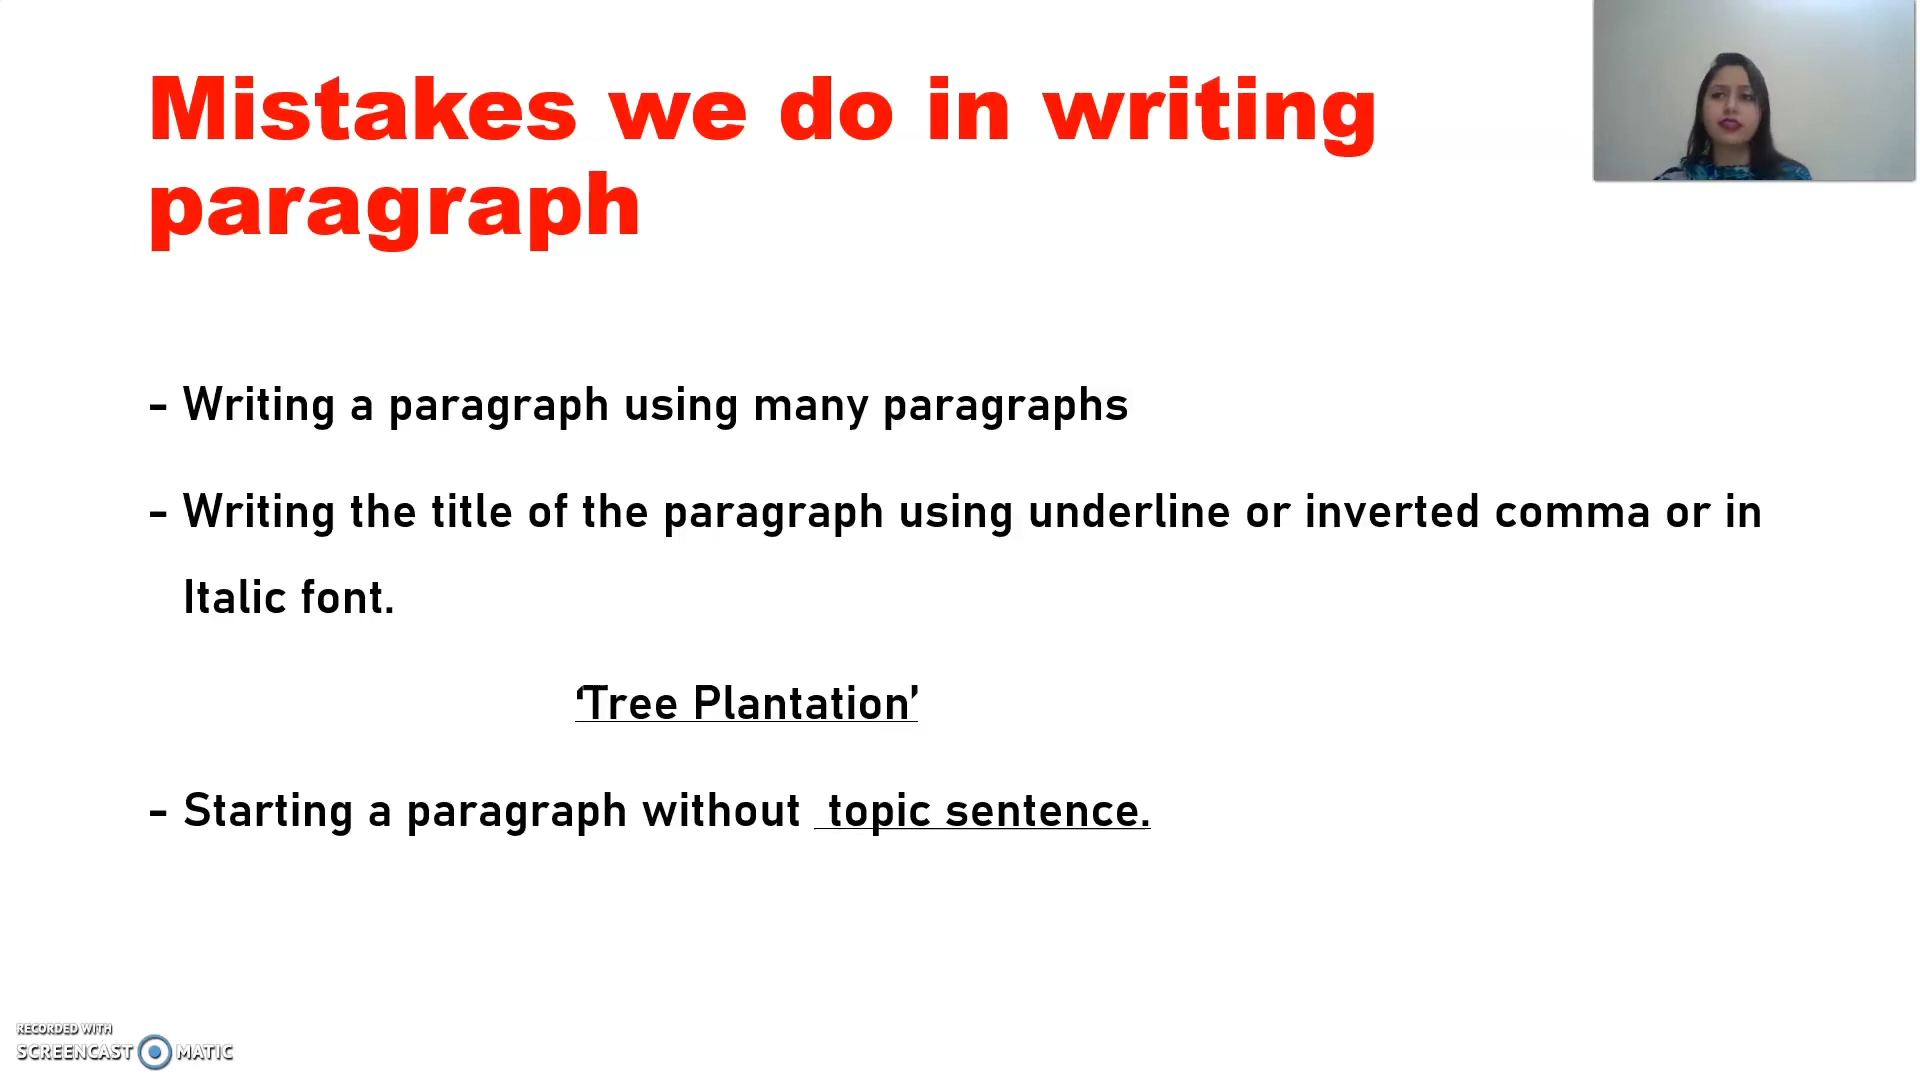 Mistakes we do in writing
paragraph
- Writing a paragraph using many paragraphs
- Writing the title of the paragraph using underline or inverted comma or in
Italic font.
‘Tree Plantation’
- Starting a paragraph without  topic sentence.
RECORDED WITH
SCREENCAST MATIC